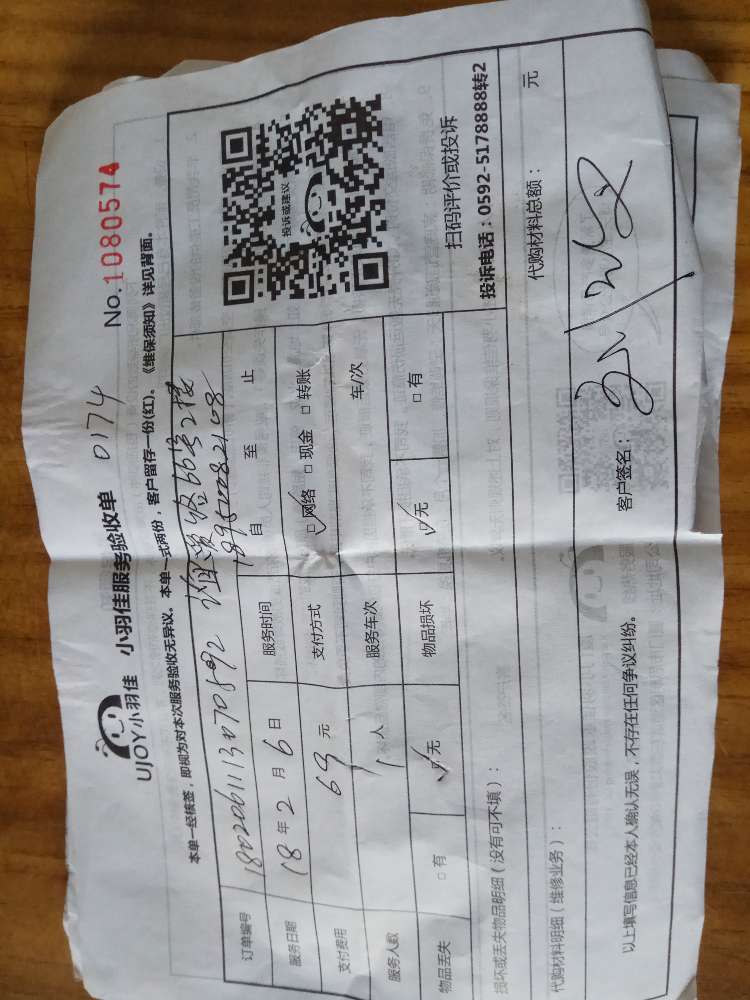 UJOY小羽佳 小羽佳服务验收单 0174 No.1080574
本单一经核签，即视为对本次服务验收无异议。本单一式两份，客户留存一份(红)。《维保须知》详见背面。
订单编号
服务日期 18年2月6日 服务时间 自 至 止
支付费用 69元 支付方式 网络 □现金 □转账
服务人数 1人 服务车次 车/次
物品丢失 □有 无 物品损坏 无 □有
投诉或建议
扫码评价或投诉
投诉电话：0592-5178888转2
损坏或丢失物品明细（没有可不填）：
代购材料明细（维修业务）： 代购材料总额： 元
以上填写信息已经本人确认无误，不存在任何争议纠纷。 客户签名：